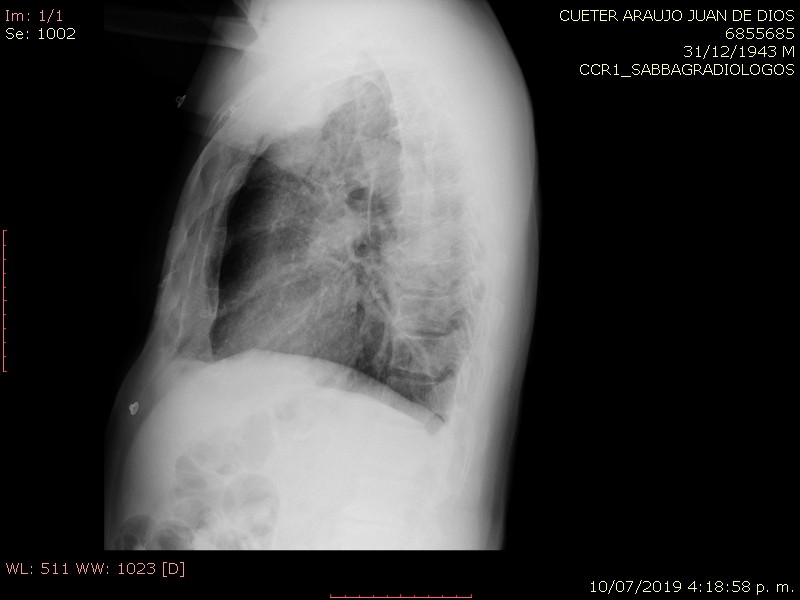 Im: 1/1
Se: 1002
CUETER ARAUJO JUAN DE DIOS
6855685
31/12/1943 M
CCR1_SABBAGRADIOLOGOS
WL: 511 WW: 1023 [D]
10/07/2019 4:18:58 p. m.